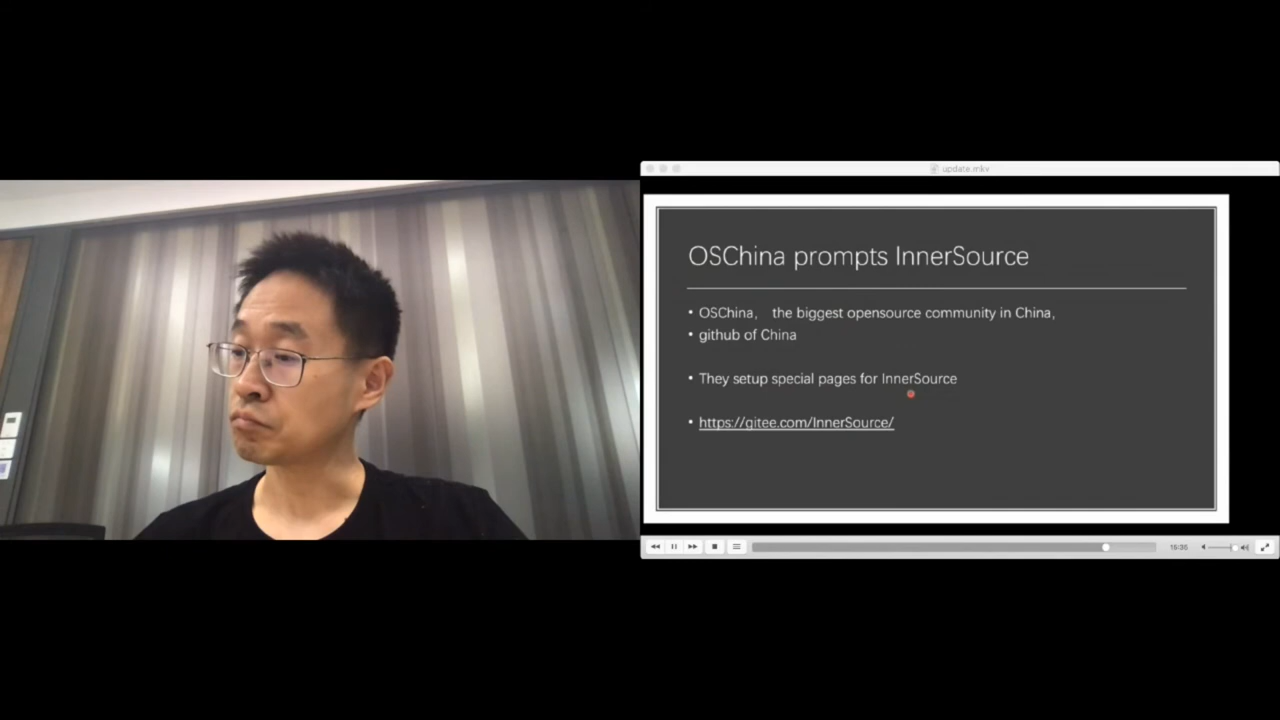 update.mkv
OSChina prompts InnerSource
• OSChina， the biggest opensource community in China,
• github of China
• They setup special pages for InnerSource
• https://gitee.com/InnerSource/
15:35